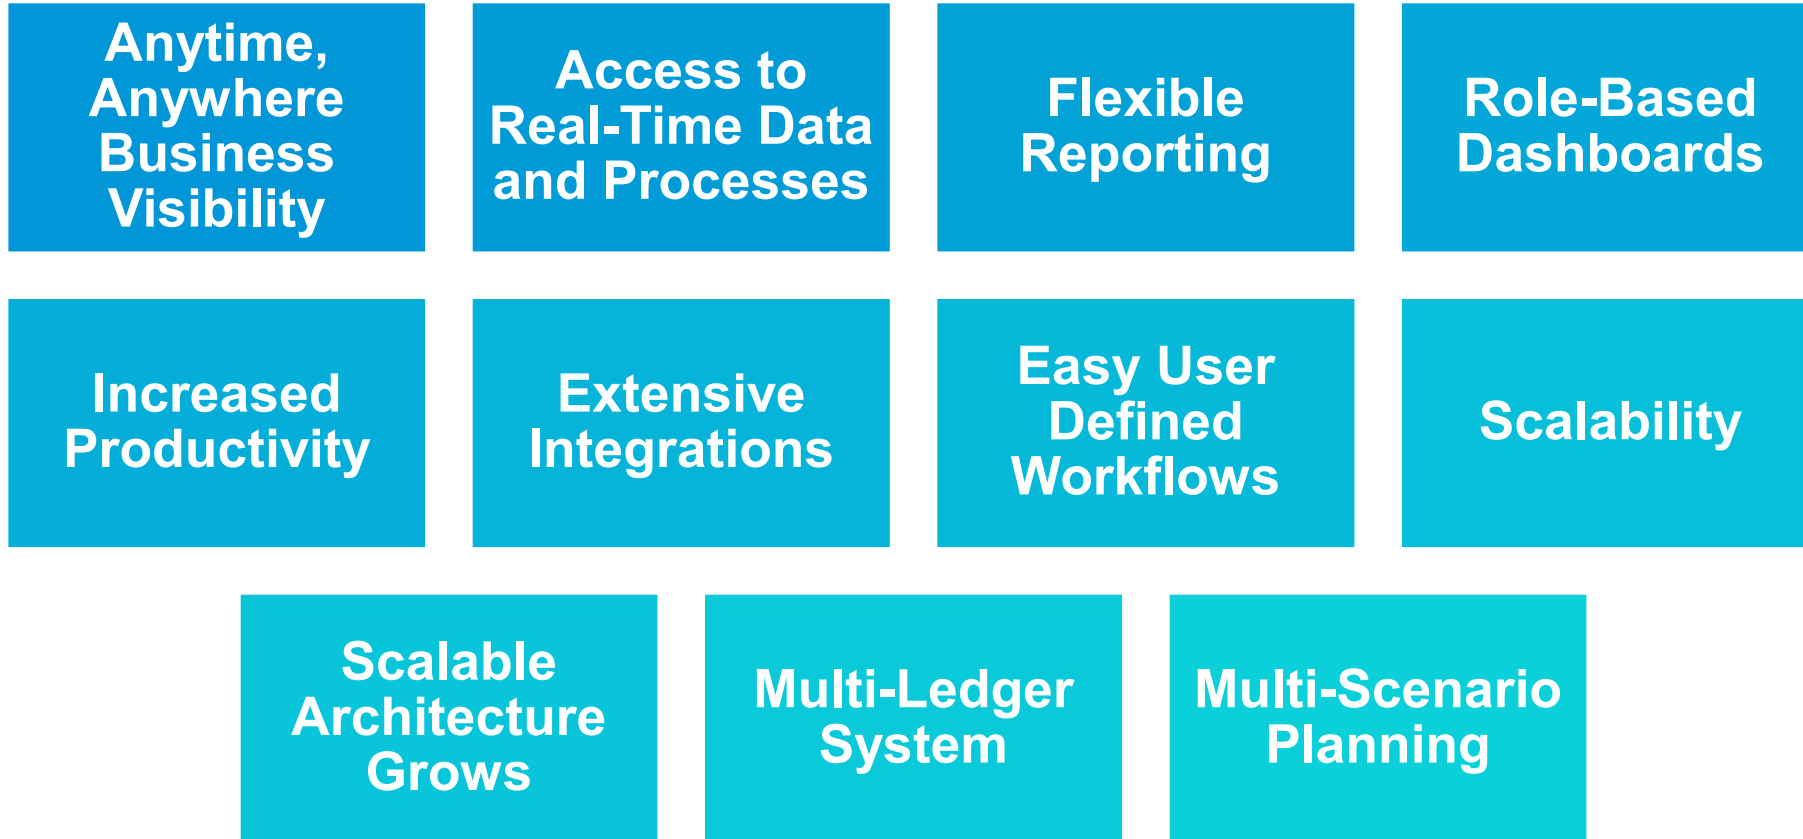 Anytime,
Anywhere
Business
Visibility
Access to
Real-Time Data
and Processes
Flexible
Reporting
Role-Based
Dashboards
Increased
Productivity
Extensive
Integrations
Easy User
Defined
Workflows
Scalability
Scalable
Architecture
Grows
Multi-Ledger
System
Multi-Scenario
Planning